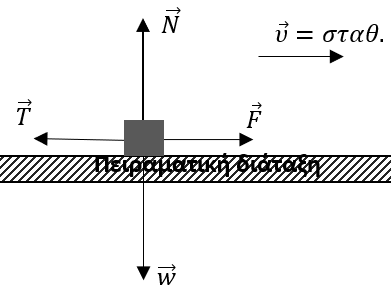 N⃗
υ⃗ = σταθ.
T⃗
F⃗
Πειραματική διάταξη
w⃗